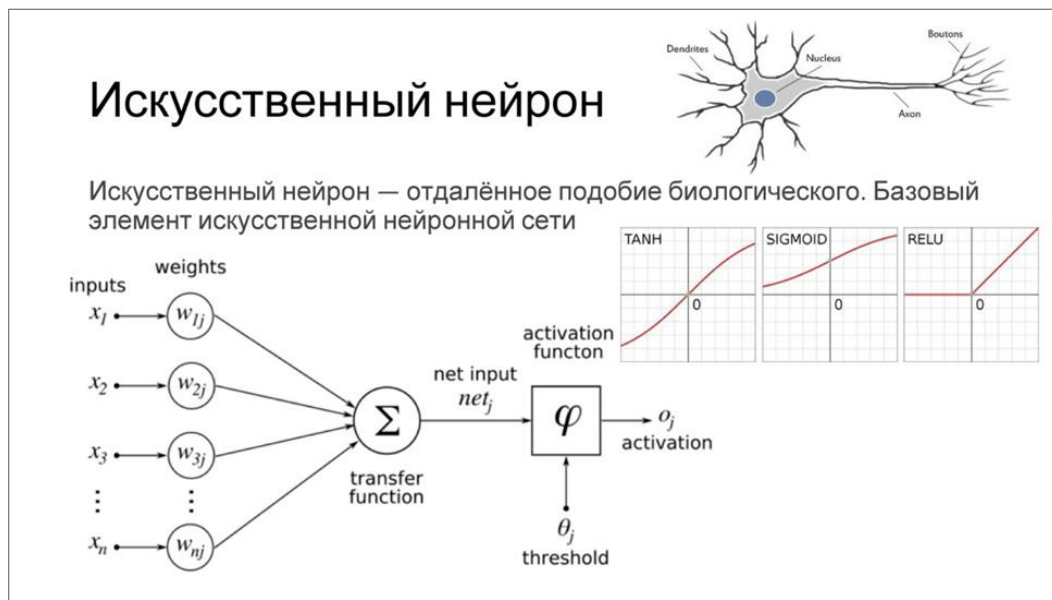 Искусственный нейрон
Dendrites
Nucleus
Boutons
Axon
Искусственный нейрон — отдалённое подобие биологического. Базовый
элемент искусственной нейронной сети
TANH
0
SIGMOID
0
RELU
0
inputs
weights
x₁
w₁ⱼ
x₂
w₂ⱼ
x₃
w₃ⱼ
⋮ ⋮
xₙ
wₙⱼ
Σ
transfer
function
net input
netⱼ
activation
functon
φ
oⱼ
activation
θⱼ
threshold